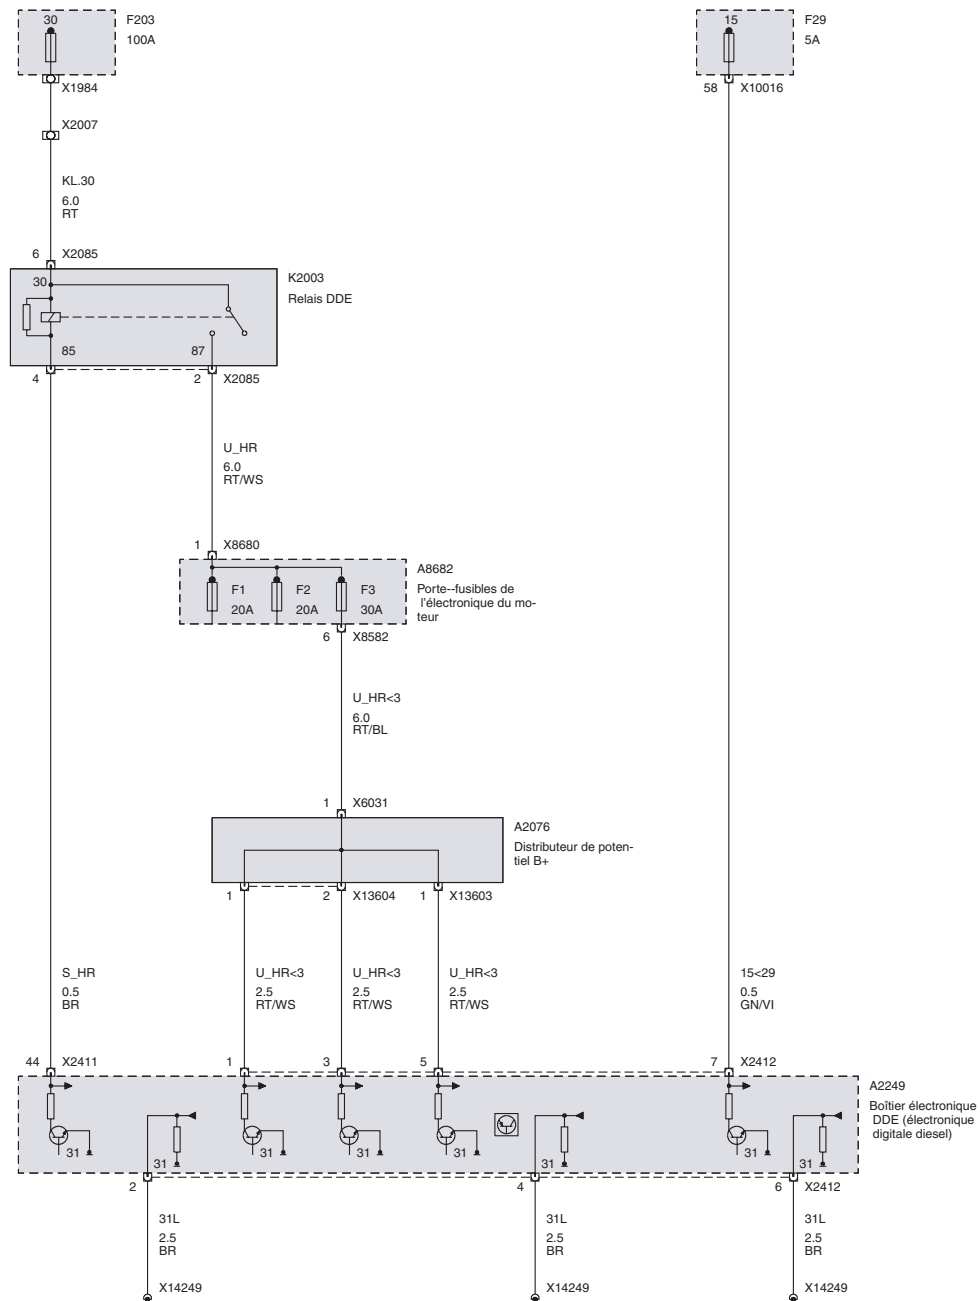 30
F203
100A
X1984
X2007
KL.30
6.0
RT
15
F29
5A
58
X10016
6
X2085
30
K2003
Relais DDE
85
87
4
2
X2085
U_HR
6.0
RT/WS
1
X8680
F1
20A
F2
20A
F3
30A
A8682
Porte--fusibles de
l'électronique du mo-
teur
6
X8582
U_HR<3
6.0
RT/BL
1
X6031
A2076
Distributeur de poten-
tiel B+
1
2
X13604
1
X13603
S_HR
0.5
BR
U_HR<3
2.5
RT/WS
U_HR<3
2.5
RT/WS
U_HR<3
2.5
RT/WS
15<29
0.5
GN/VI
44
X2411
1
3
5
7
X2412
A2249
Boîtier électronique
DDE (électronique
digitale diesel)
31
31
31
31
31
31
31
31
2
4
6
X2412
31L
2.5
BR
31L
2.5
BR
31L
2.5
BR
X14249
X14249
X14249